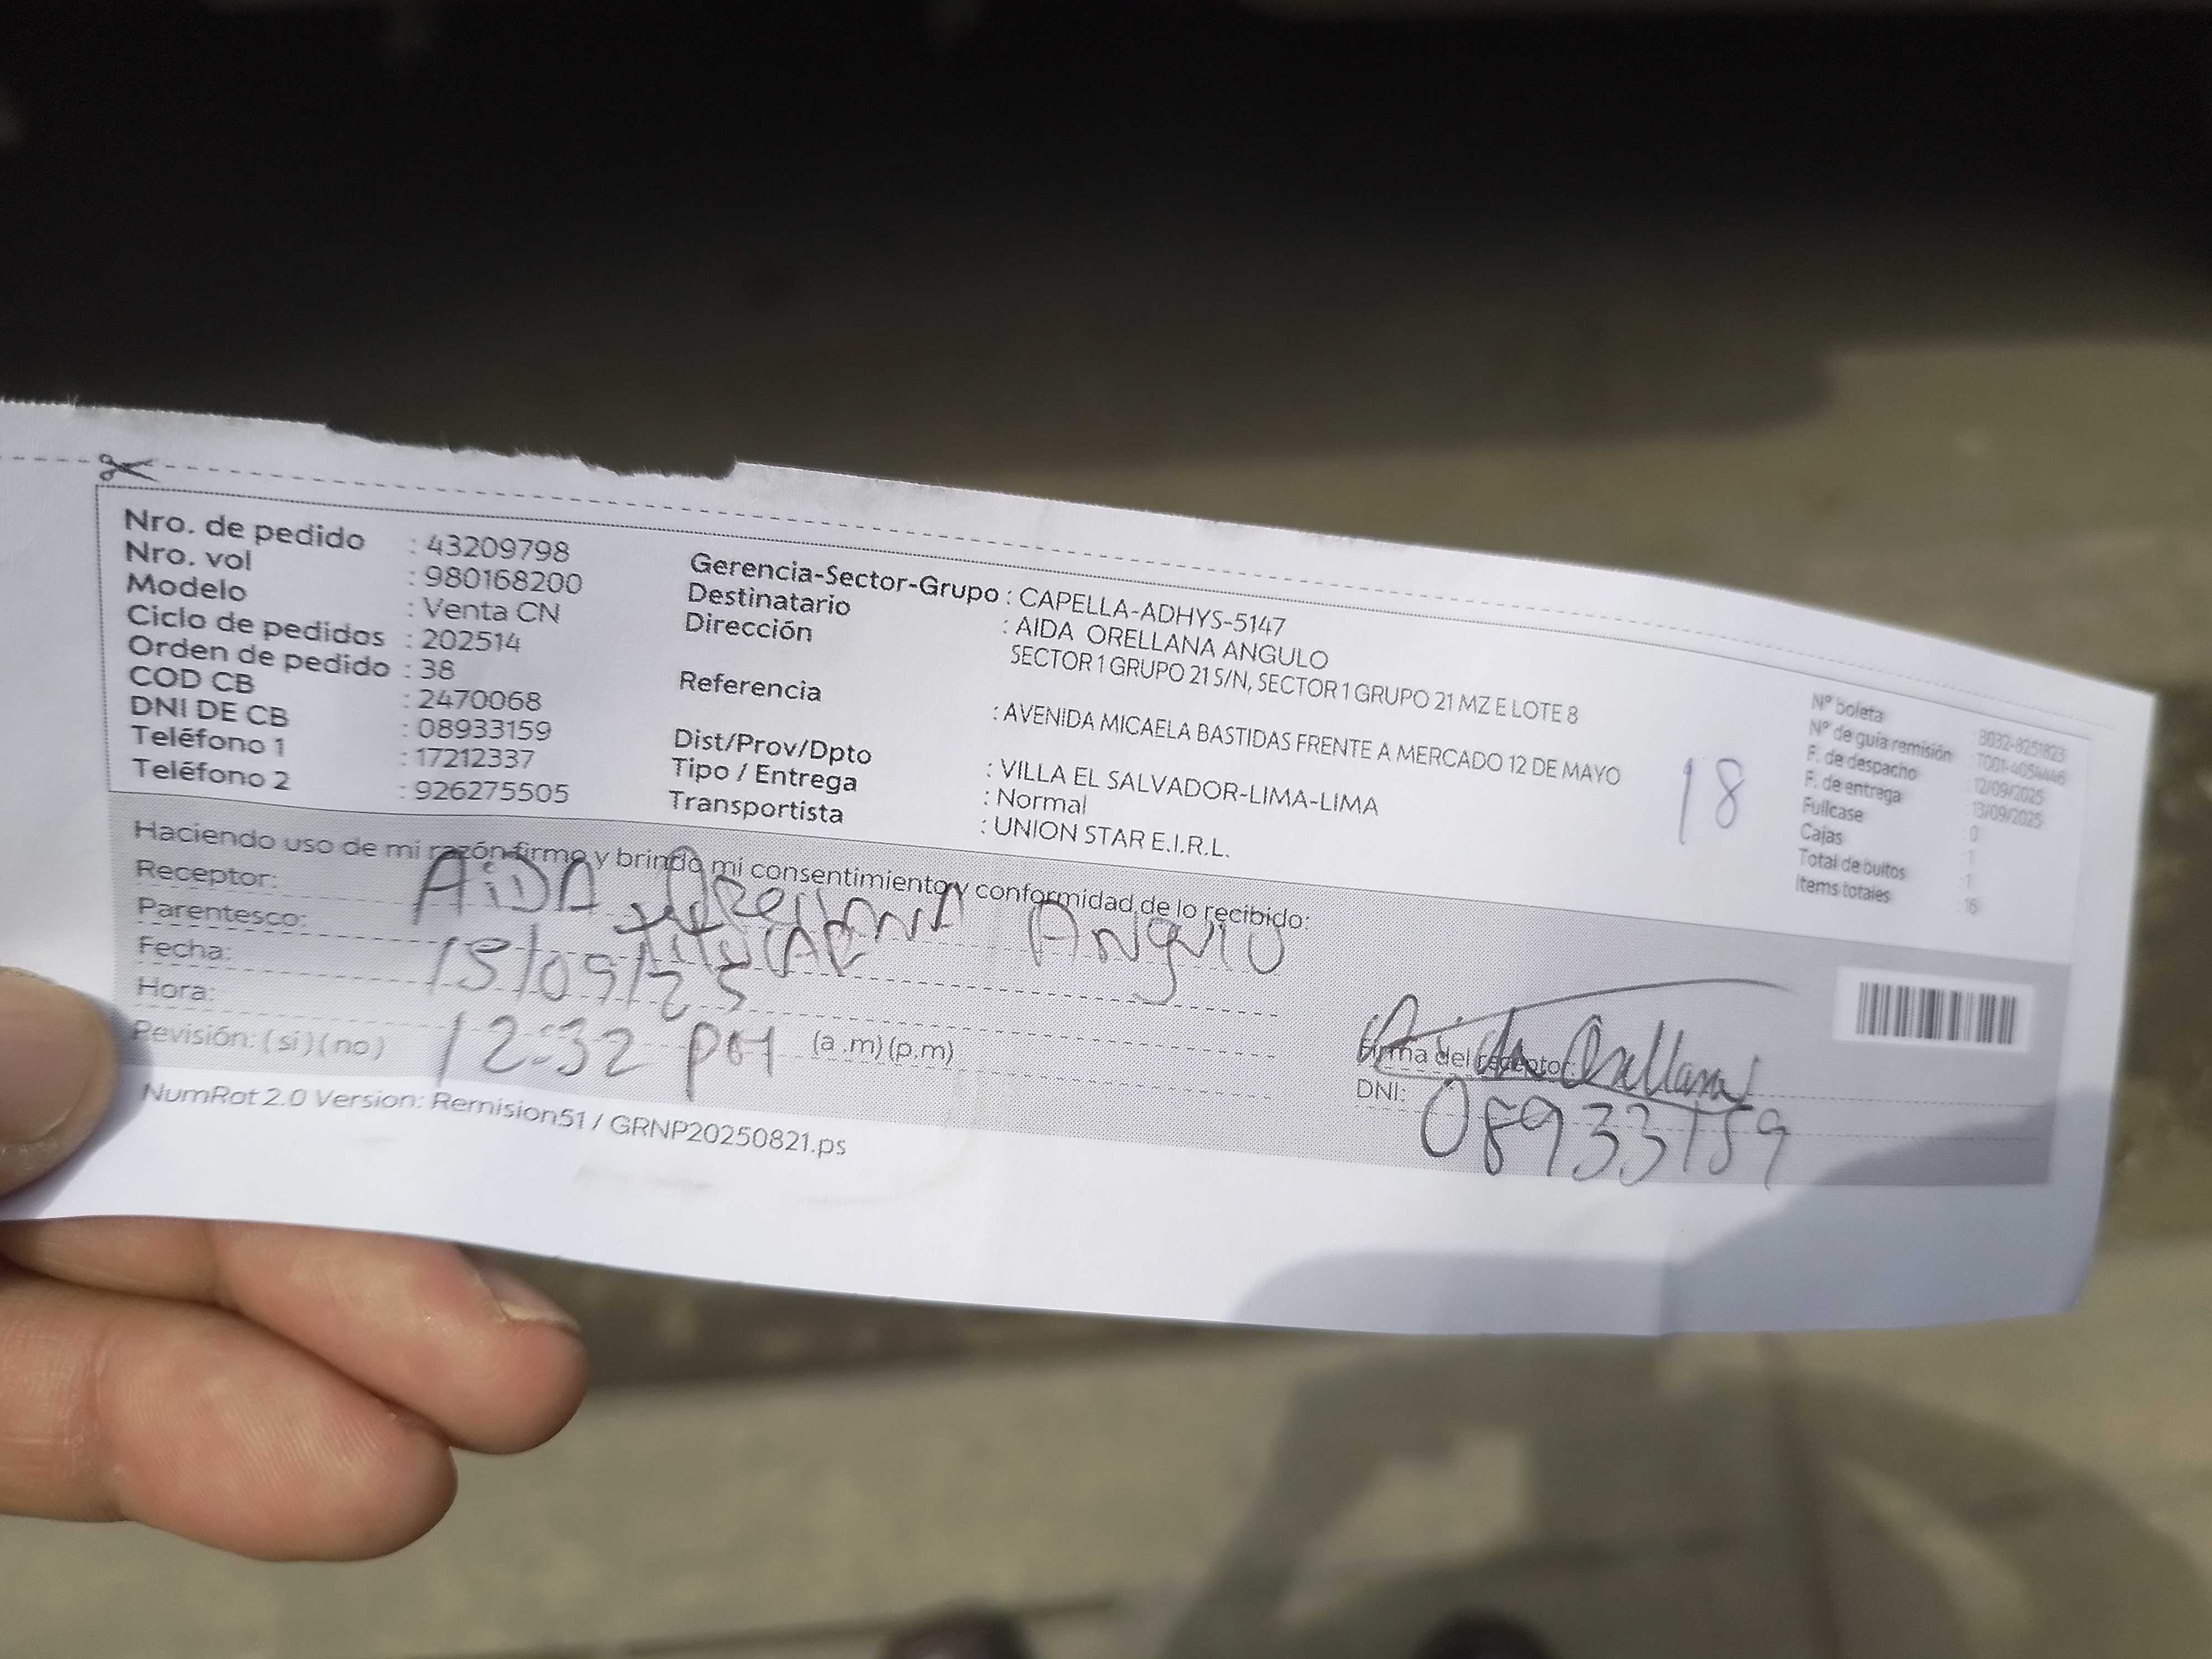 Nro. de pedido : 43209798
Nro. vol : 980168200
Modelo : Venta CN
Ciclo de pedidos : 202514
Orden de pedido : 38
COD CB : 2470068
DNI DE CB : 08933159
Teléfono 1 : 17212337
Teléfono 2 : 926275505
Gerencia-Sector-Grupo : CAPELLA-ADHYS-5147
Destinatario : AIDA ORELLANA ANGULO
Dirección SECTOR 1 GRUPO 21 S/N, SECTOR 1 GRUPO 21 MZ E LOTE 8
Referencia : AVENIDA MICAELA BASTIDAS FRENTE A MERCADO 12 DE MAYO
Dist/Prov/Dpto : VILLA EL SALVADOR-LIMA-LIMA
Tipo / Entrega : Normal
Transportista : UNION STAR E.I.R.L.
18
N° boleta : B032-8251823
N° de guía remisión
F. de despacho : 12/09/2025
F. de entrega : 13/09/2025
Fullcase : 0
Cajas : 1
Total de bultos : 1
Items totales : 16
Haciendo uso de mi razón firmo y brindo mi consentimiento y conformidad de lo recibido:
Receptor: AiDA Orellana Angulo
Parentesco: titular
Fecha: /09/25
Hora: 12:32 pm (a .m) (p.m)
Revisión: ( si ) ( no )
Aida Orellana
Firma del receptor:
DNI: 08933159
NumRot 2.0 Version: Remision51 / GRNP20250821.ps